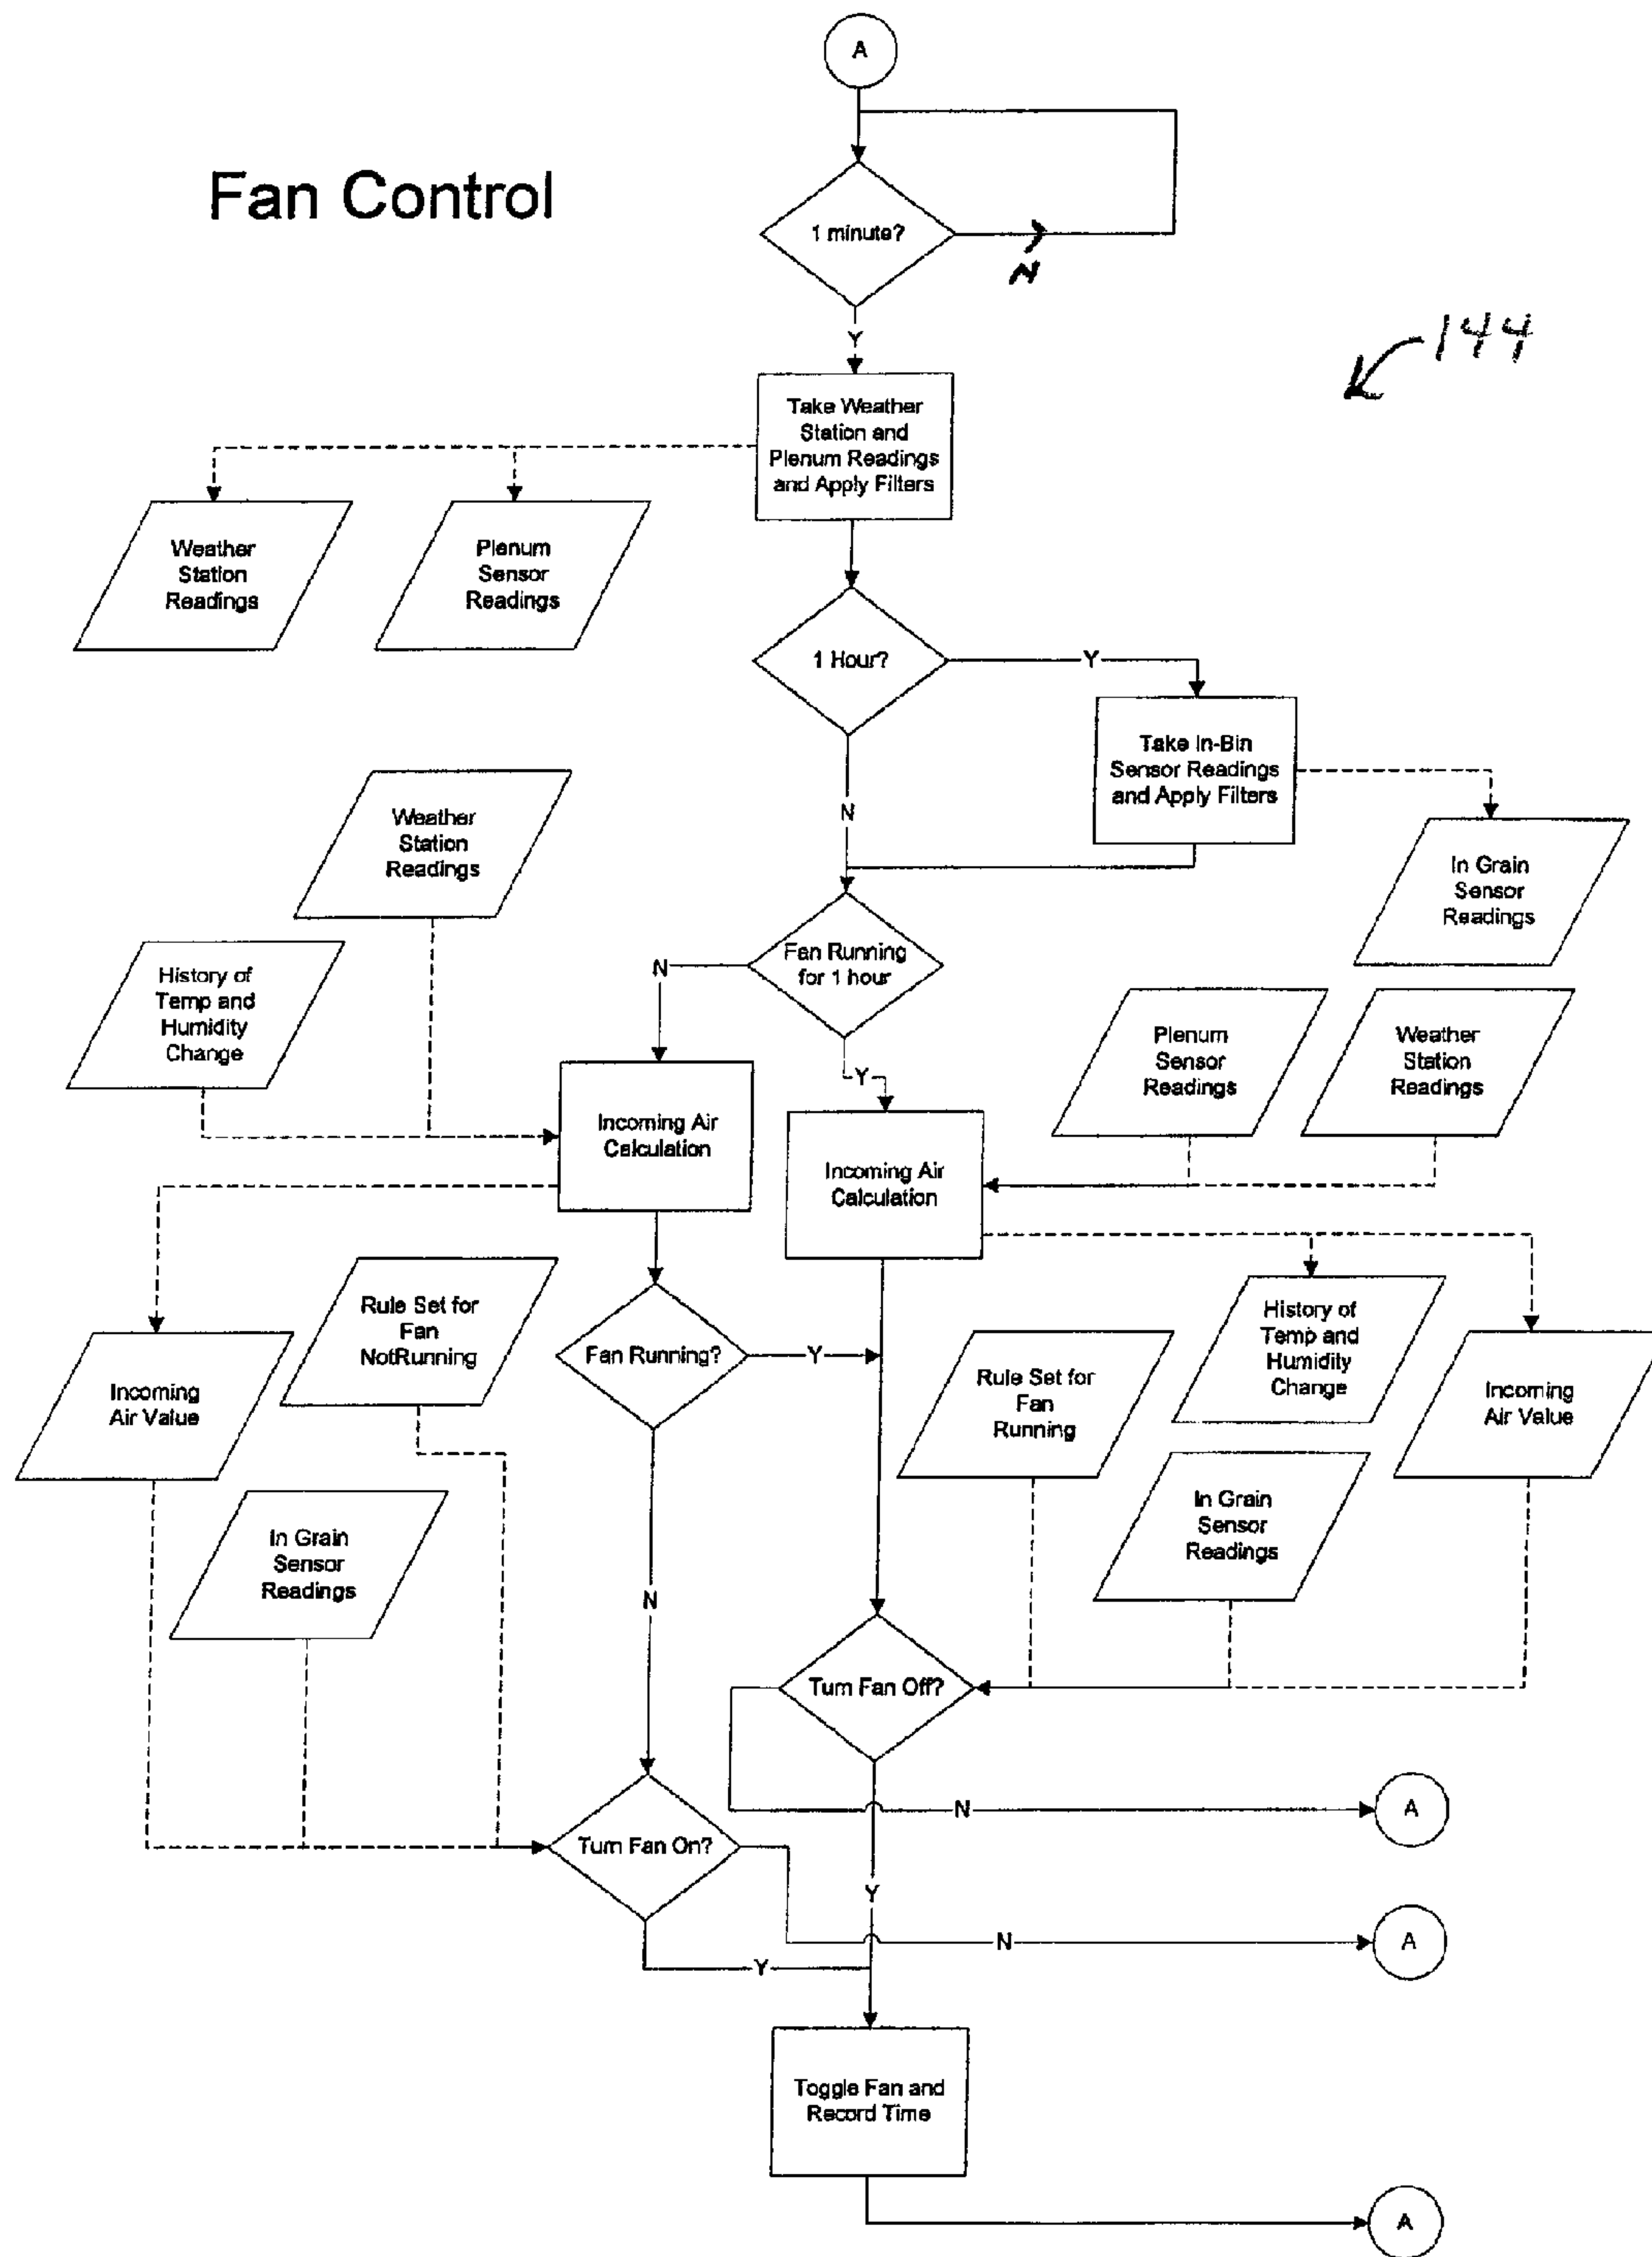 A
Fan Control
1 minute?
N
144
Y
Take Weather
Station and
Plenum Readings
and Apply Filters
Weather
Station
Readings
Plenum
Sensor
Readings
1 Hour?
Y
Take In-Bin
Sensor Readings
and Apply Filters
N
In Grain
Sensor
Readings
Weather
Station
Readings
Fan Running
for 1 hour
N
History of
Temp and
Humidity
Change
Plenum
Sensor
Readings
Weather
Station
Readings
Y
Incoming Air
Calculation
Incoming Air
Calculation
Rule Set for
Fan
NotRunning
Fan Running?
Y
History of
Temp and
Humidity
Change
Incoming
Air Value
Rule Set for
Fan
Running
Incoming
Air Value
In Grain
Sensor
Readings
In Grain
Sensor
Readings
N
Turn Fan Off?
N
A
Turn Fan On?
Y
N
A
Y
Toggle Fan and
Record Time
A